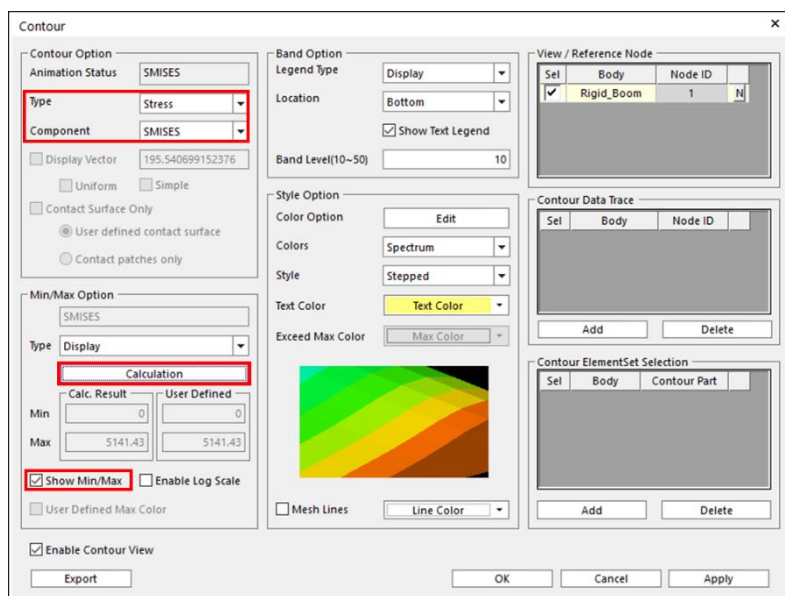 Contour
×
Contour Option
Animation Status SMISES
Type Stress
Component SMISES
Display Vector 195.540699152376
Uniform Simple
Contact Surface Only
User defined contact surface
Contact patches only
Min/Max Option
SMISES
Type Display
Calculation
Calc. Result User Defined
Min 0 0
Max 5141.43 5141.43
Show Min/Max Enable Log Scale
User Defined Max Color
Enable Contour View
Export
Band Option
Legend Type Display
Location Bottom
Show Text Legend
Band Level(10~50) 10
Style Option
Color Option Edit
Colors Spectrum
Style Stepped
Text Color Text Color
Exceed Max Color Max Color
Mesh Lines Line Color
View / Reference Node
Sel Body Node ID
Rigid_Boom 1 N
Contour Data Trace
Sel Body Node ID
Add Delete
Contour ElementSet Selection
Sel Body Contour Part
Add Delete
OK Cancel Apply